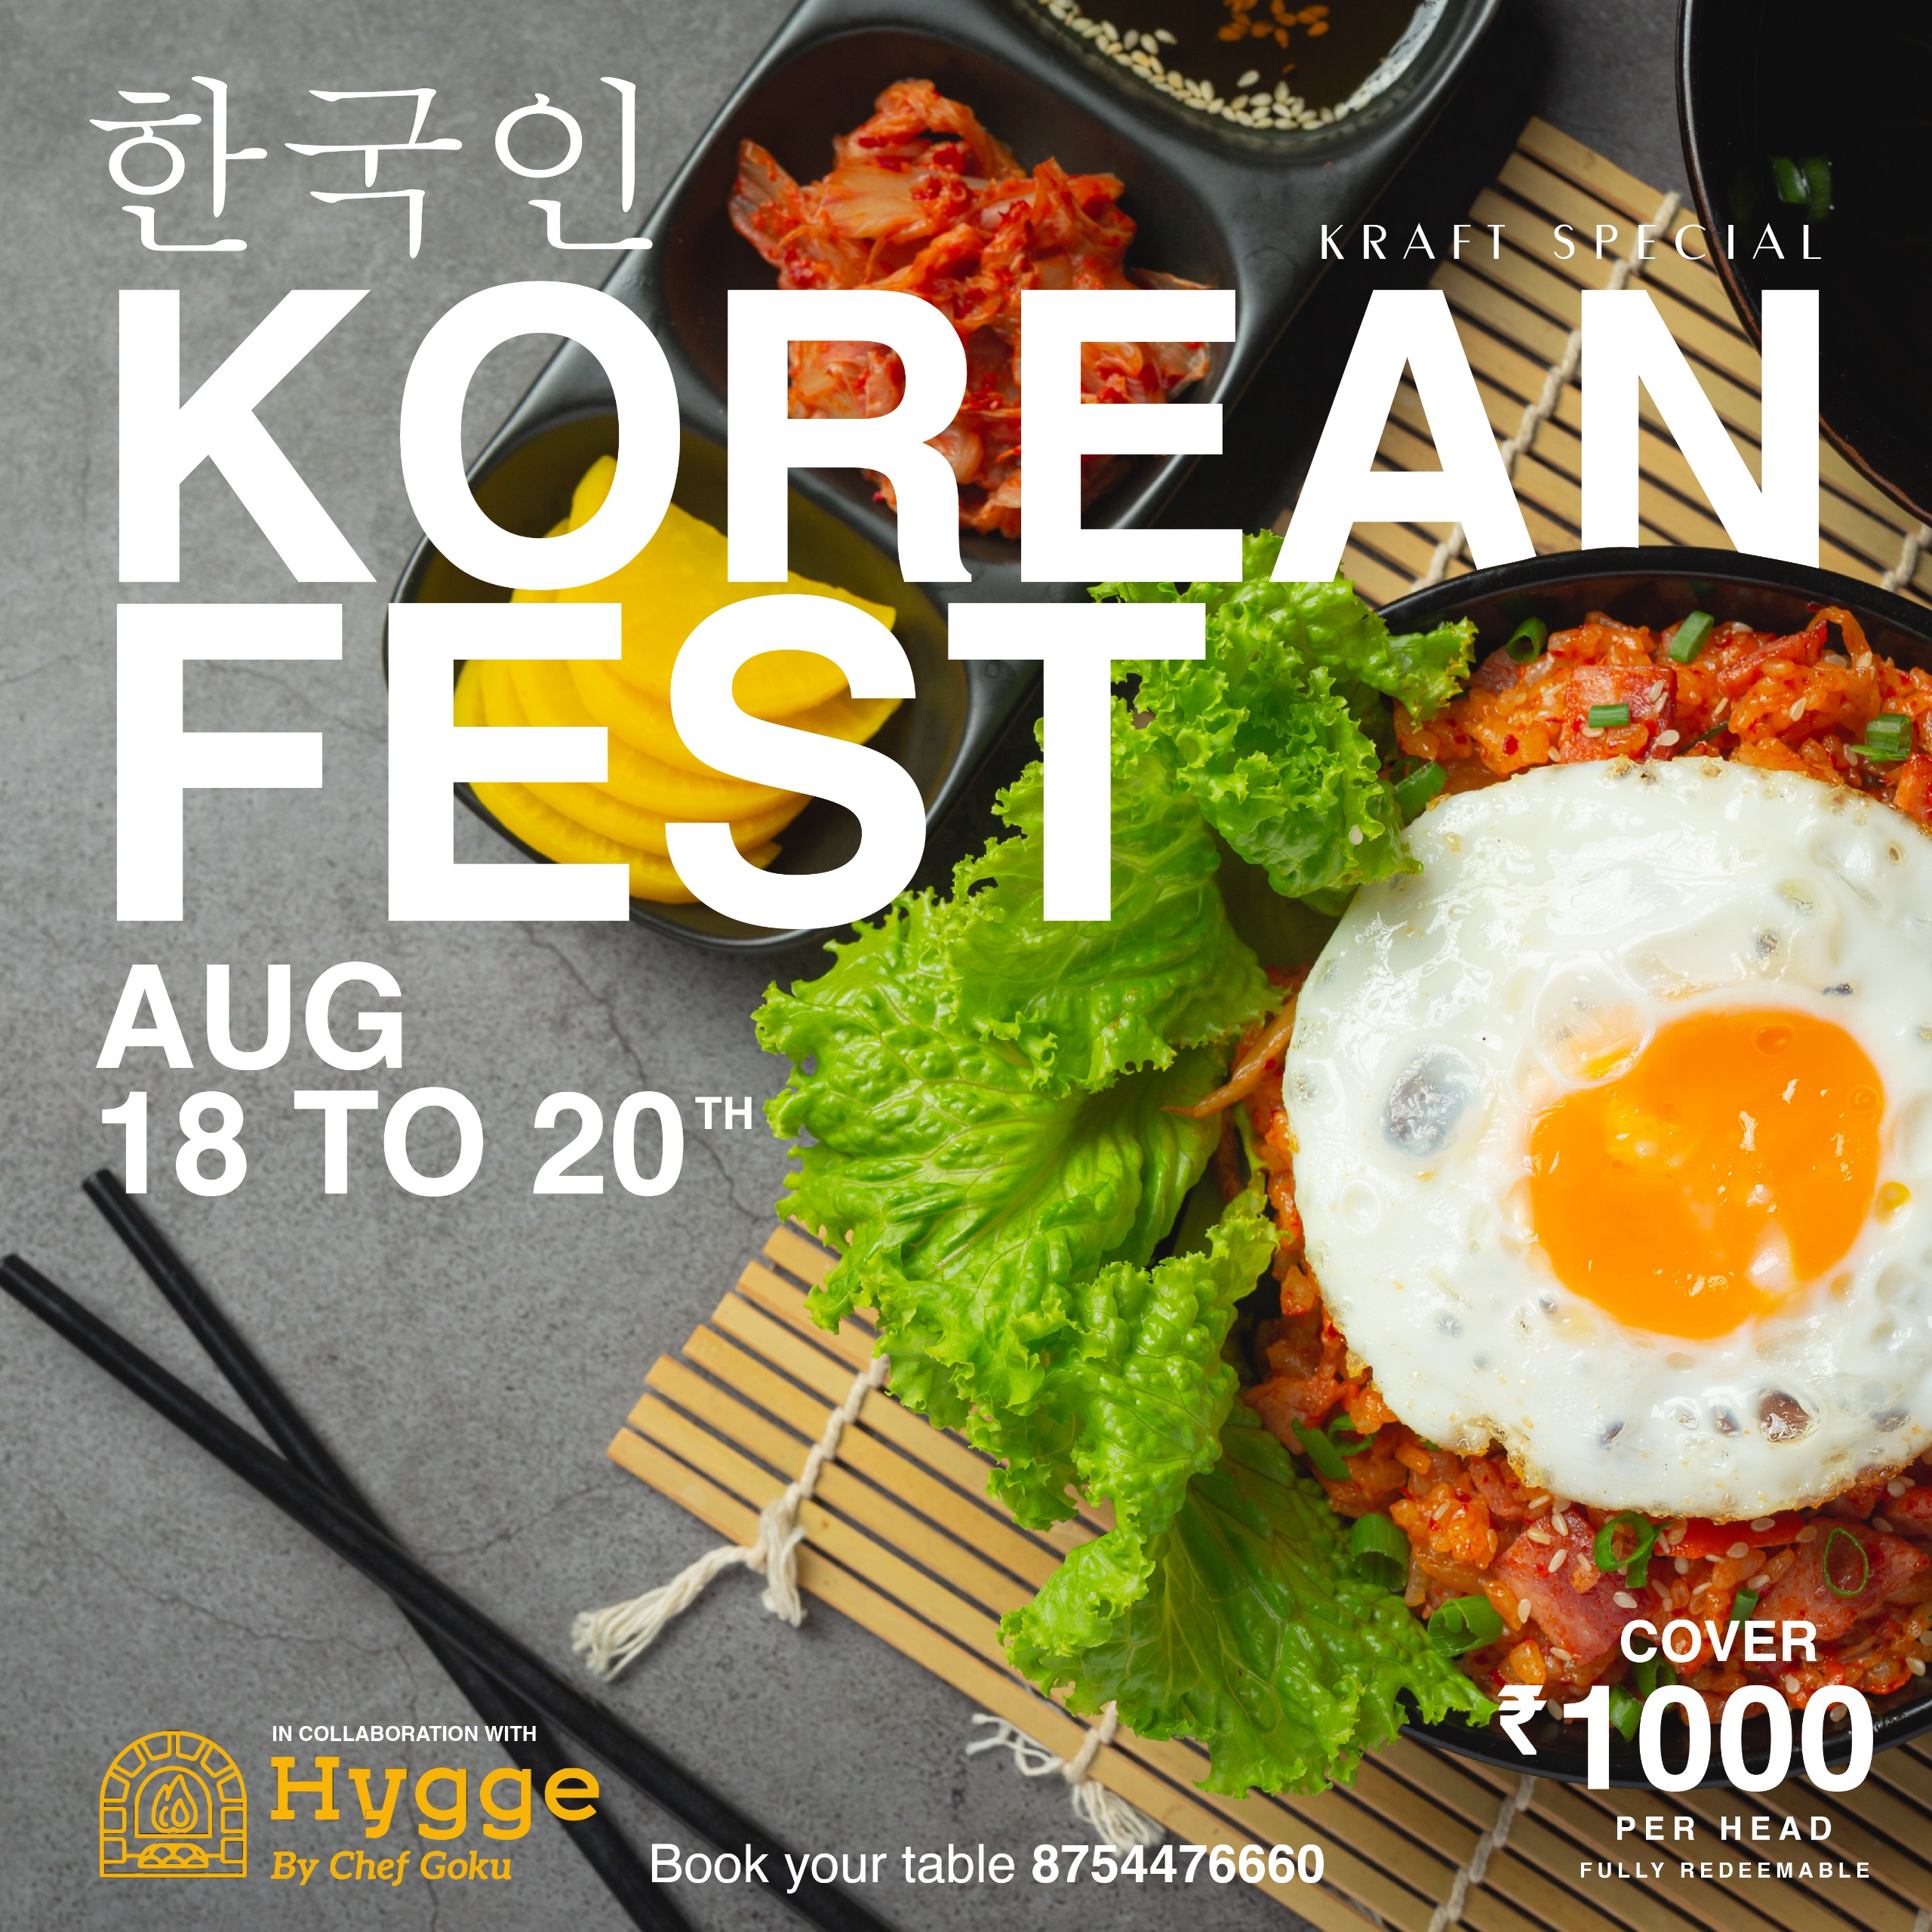 한국인
KRAFT SPECIAL
KOREAN
FEST
AUG
18 TO 20TH
COVER
₹1000
PER HEAD
FULLY REDEEMABLE
IN COLLABORATION WITH
Hygge
By Chef Goku
Book your table 8754476660